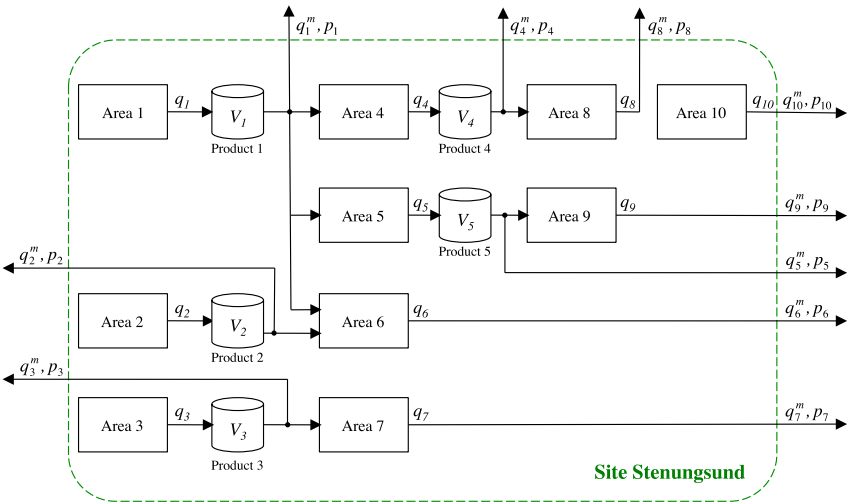 q₁ᵐ, p₁
q₄ᵐ, p₄
q₈ᵐ, p₈
Area 1
q₁
V₁
Product 1
Area 4
q₄
V₄
Product 4
Area 8
q₈
Area 10
q₁₀
q₁₀ᵐ, p₁₀
Area 5
q₅
V₅
Product 5
Area 9
q₉
q₉ᵐ, p₉
q₂ᵐ, p₂
q₅ᵐ, p₅
Area 2
q₂
V₂
Product 2
Area 6
q₆
q₆ᵐ, p₆
q₃ᵐ, p₃
Area 3
q₃
V₃
Product 3
Area 7
q₇
q₇ᵐ, p₇
Site Stenungsund